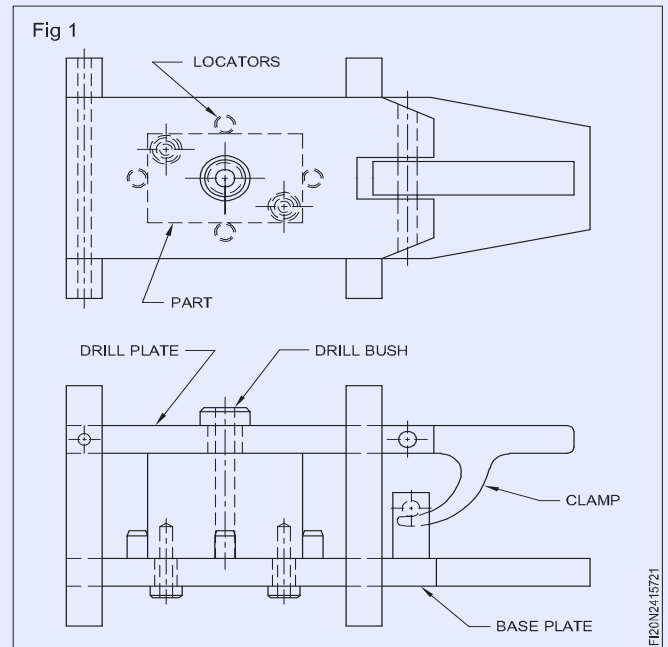 Fig 1
LOCATORS
PART
DRILL PLATE
DRILL BUSH
CLAMP
BASE PLATE
FI20N2415721